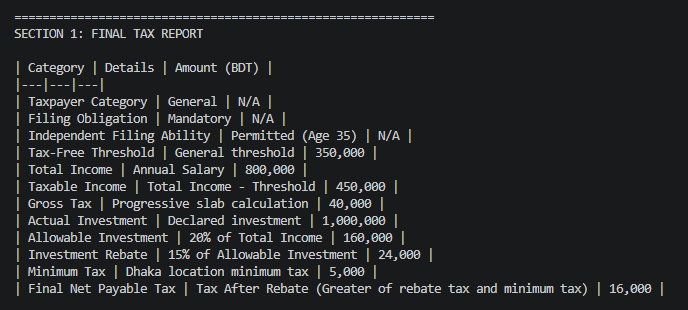 ============================================================
SECTION 1: FINAL TAX REPORT
| Category | Details | Amount (BDT) |
|---|---|---|
| Taxpayer Category | General | N/A |
| Filing Obligation | Mandatory | N/A |
| Independent Filing Ability | Permitted (Age 35) | N/A |
| Tax-Free Threshold | General threshold | 350,000 |
| Total Income | Annual Salary | 800,000 |
| Taxable Income | Total Income - Threshold | 450,000 |
| Gross Tax | Progressive slab calculation | 40,000 |
| Actual Investment | Declared investment | 1,000,000 |
| Allowable Investment | 20% of Total Income | 160,000 |
| Investment Rebate | 15% of Allowable Investment | 24,000 |
| Minimum Tax | Dhaka location minimum tax | 5,000 |
| Final Net Payable Tax | Tax After Rebate (Greater of rebate tax and minimum tax) | 16,000 |